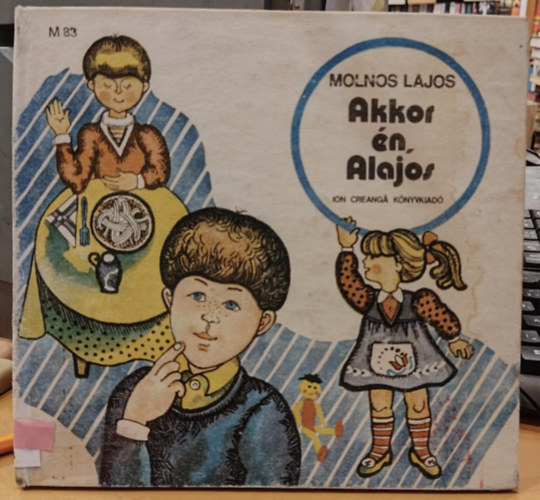 M 83
MOLNOS LAJOS
Akkor
én,
Alajos
ION CREANGĂ KÖNYVKIADÓ